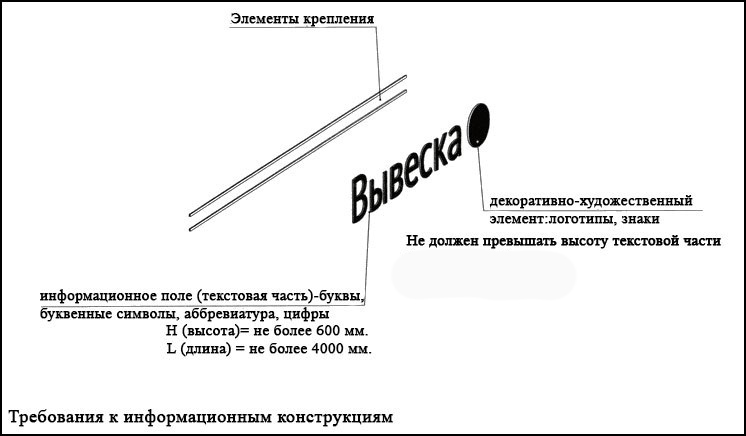 Элементы крепления
Вывеска
декоративно-художественный
элемент:логотипы, знаки
Не должен превышать высоту текстовой части
информационное поле (текстовая часть)-буквы,
буквенные символы, аббревиатура, цифры
Н (высота)= не более 600 мм.
L (длина) = не более 4000 мм.
Требования к информационным конструкциям